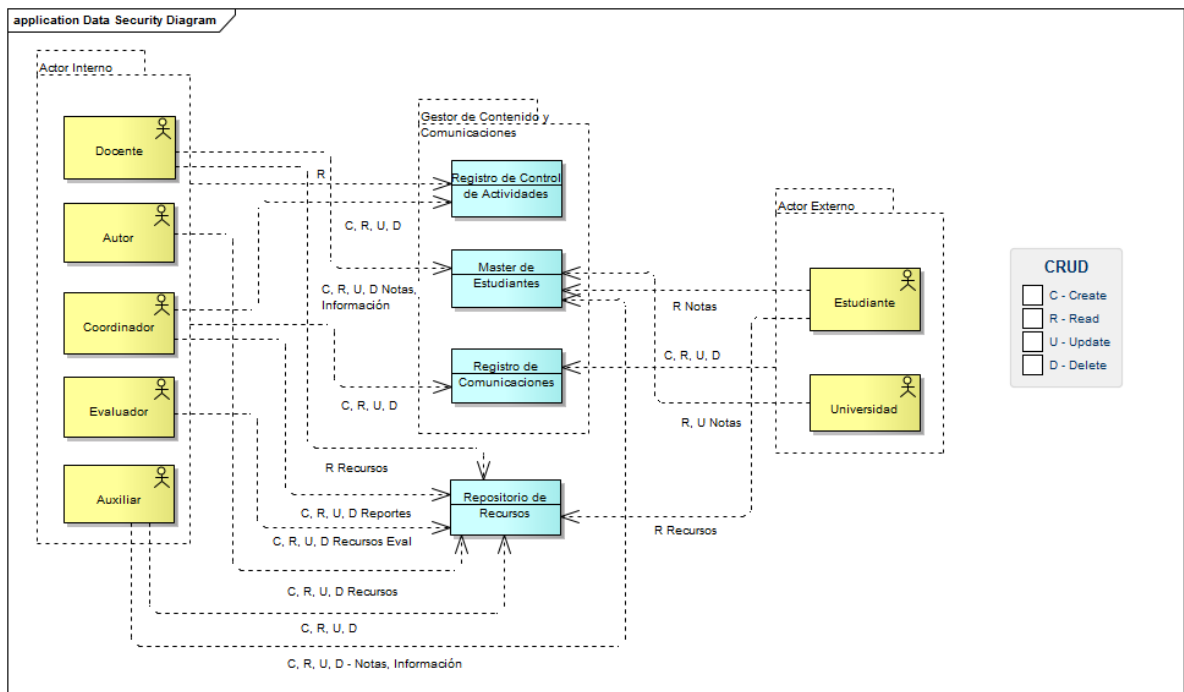 application Data Security Diagram
Actor Interno
Docente
Autor
Coordinador
Evaluador
Auxiliar
Gestor de Contenido y
Comunicaciones
Registro de Control
de Actividades
Master de
Estudiantes
Registro de
Comunicaciones
Repositorio de
Recursos
Actor Externo
Estudiante
Universidad
R
C, R, U, D
C, R, U, D Notas,
Información
C, R, U, D
R Recursos
C, R, U, D Reportes
C, R, U, D Recursos Eval
C, R, U, D Recursos
C, R, U, D
C, R, U, D - Notas, Información
R Notas
C, R, U, D
R, U Notas
R Recursos
CRUD
C - Create
R - Read
U - Update
D - Delete